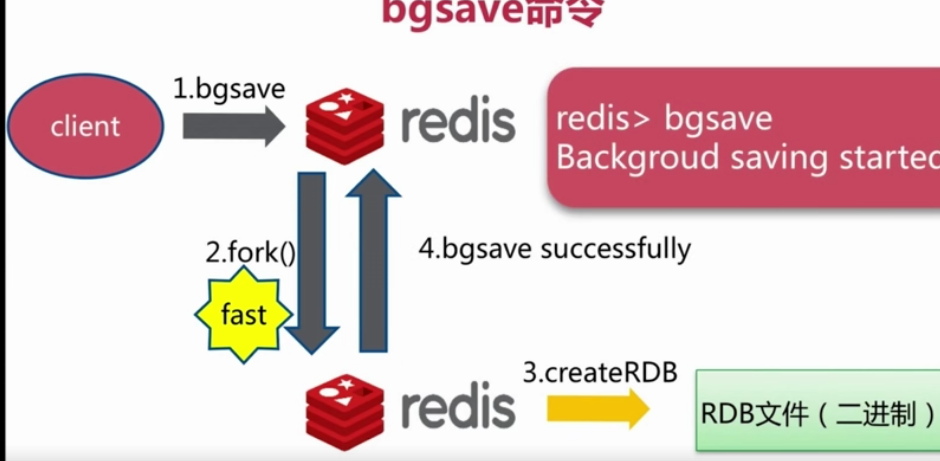 bgsave命令
1.bgsave
client
redis
redis> bgsave
Backgroud saving started
2.fork()
4.bgsave successfully
fast
3.createRDB
redis
RDB文件（二进制）